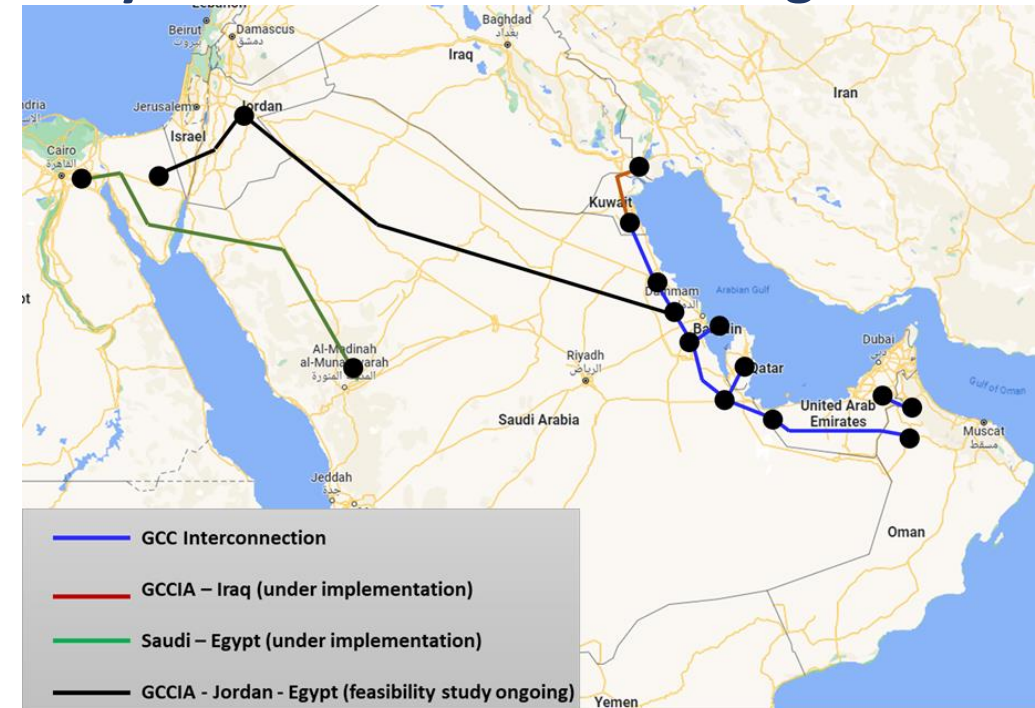 Beirut
بيروت
Damascus
دمشق
Baghdad
بغداد
Iraq
Iran
Jerusalem
Jordan
Israel
Cairo
القاهرة
Kuwait
Dammam
Arabian Gulf
Bahrain
Qatar
Dubai
دبي
Gulf of Oman
United Arab
Emirates
Muscat
مسقط
Al-Madinah
al-Munawwarah
المدينة المنورة
Riyadh
الرياض
Saudi Arabia
Jeddah
جدة
Oman
Yemen
GCC Interconnection
GCCIA – Iraq (under implementation)
Saudi – Egypt (under implementation)
GCCIA - Jordan - Egypt (feasibility study ongoing)